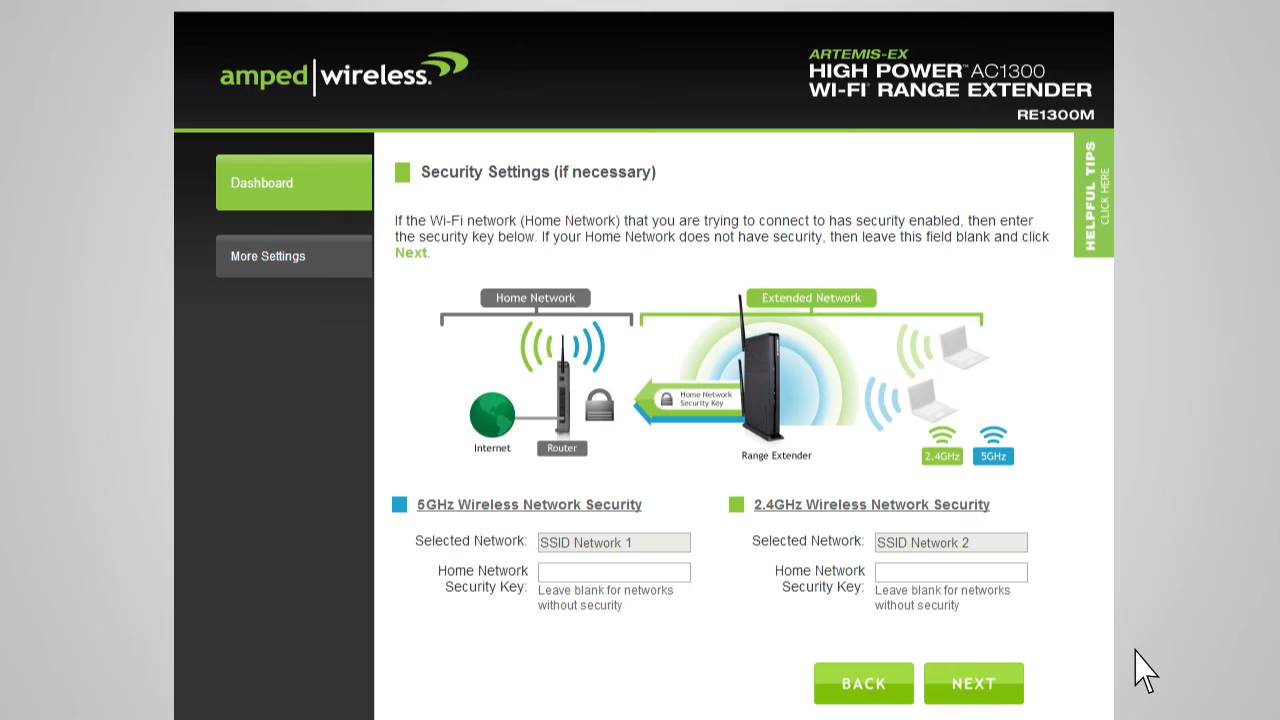 amped wireless.
ARTEMIS-EX
HIGH POWER™ AC1300
WI-FI® RANGE EXTENDER
RE1300M
HELPFUL TIPS
CLICK HERE
Dashboard
More Settings
Security Settings (if necessary)
If the Wi-Fi network (Home Network) that you are trying to connect to has security enabled, then enter
the security key below. If your Home Network does not have security, then leave this field blank and click
Next.
Home Network
Extended Network
Home Network
Security Key
Internet
Router
Range Extender
2.4GHz
5GHz
5GHz Wireless Network Security
Selected Network: SSID Network 1
Home Network
Security Key:
Leave blank for networks
without security
2.4GHz Wireless Network Security
Selected Network: SSID Network 2
Home Network
Security Key:
Leave blank for networks
without security
BACK
NEXT